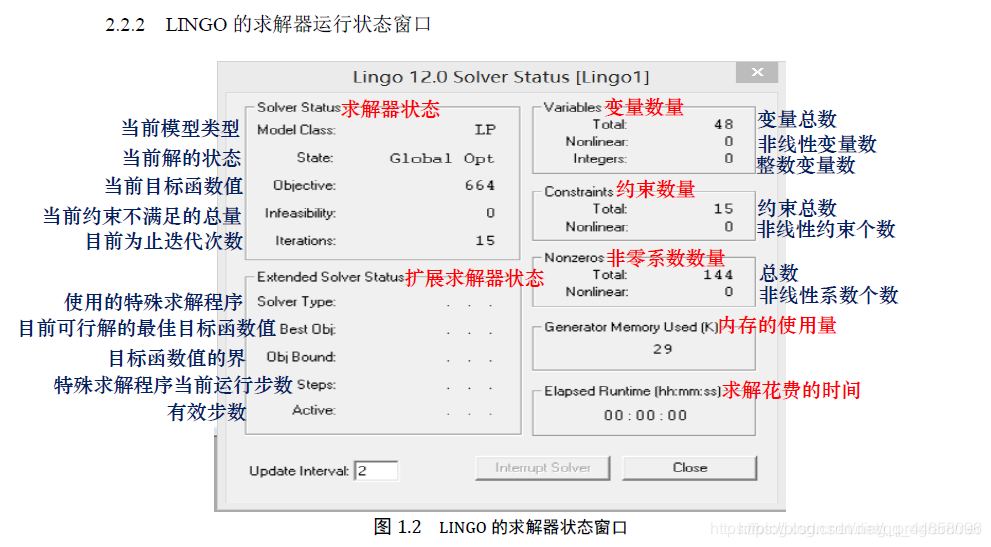 2.2.2 LINGO 的求解器运行状态窗口
Lingo 12.0 Solver Status [Lingo1]
Solver Status 求解器状态
当前模型类型 Model Class: LP
当前解的状态 State: Global Opt
当前目标函数值 Objective: 664
当前约束不满足的总量 Infeasibility: 0
目前为止迭代次数 Iterations: 15
Extended Solver Status 扩展求解器状态
使用的特殊求解程序 Solver Type: . . .
目前可行解的最佳目标函数值 Best Obj: . . .
目标函数值的界 Obj Bound: . . .
特殊求解程序当前运行步数 Steps: . . .
有效步数 Active: . . .
Variables 变量数量
Total: 48 变量总数
Nonlinear: 0 非线性变量数
Integers: 0 整数变量数
Constraints 约束数量
Total: 15 约束总数
Nonlinear: 0 非线性约束个数
Nonzeros 非零系数数量
Total: 144 总数
Nonlinear: 0 非线性系数个数
Generator Memory Used (K) 内存的使用量
29
Elapsed Runtime (hh:mm:ss) 求解花费的时间
00:00:00
Update Interval: 2
Interrupt Solver
Close
图 1.2 LINGO 的求解器状态窗口